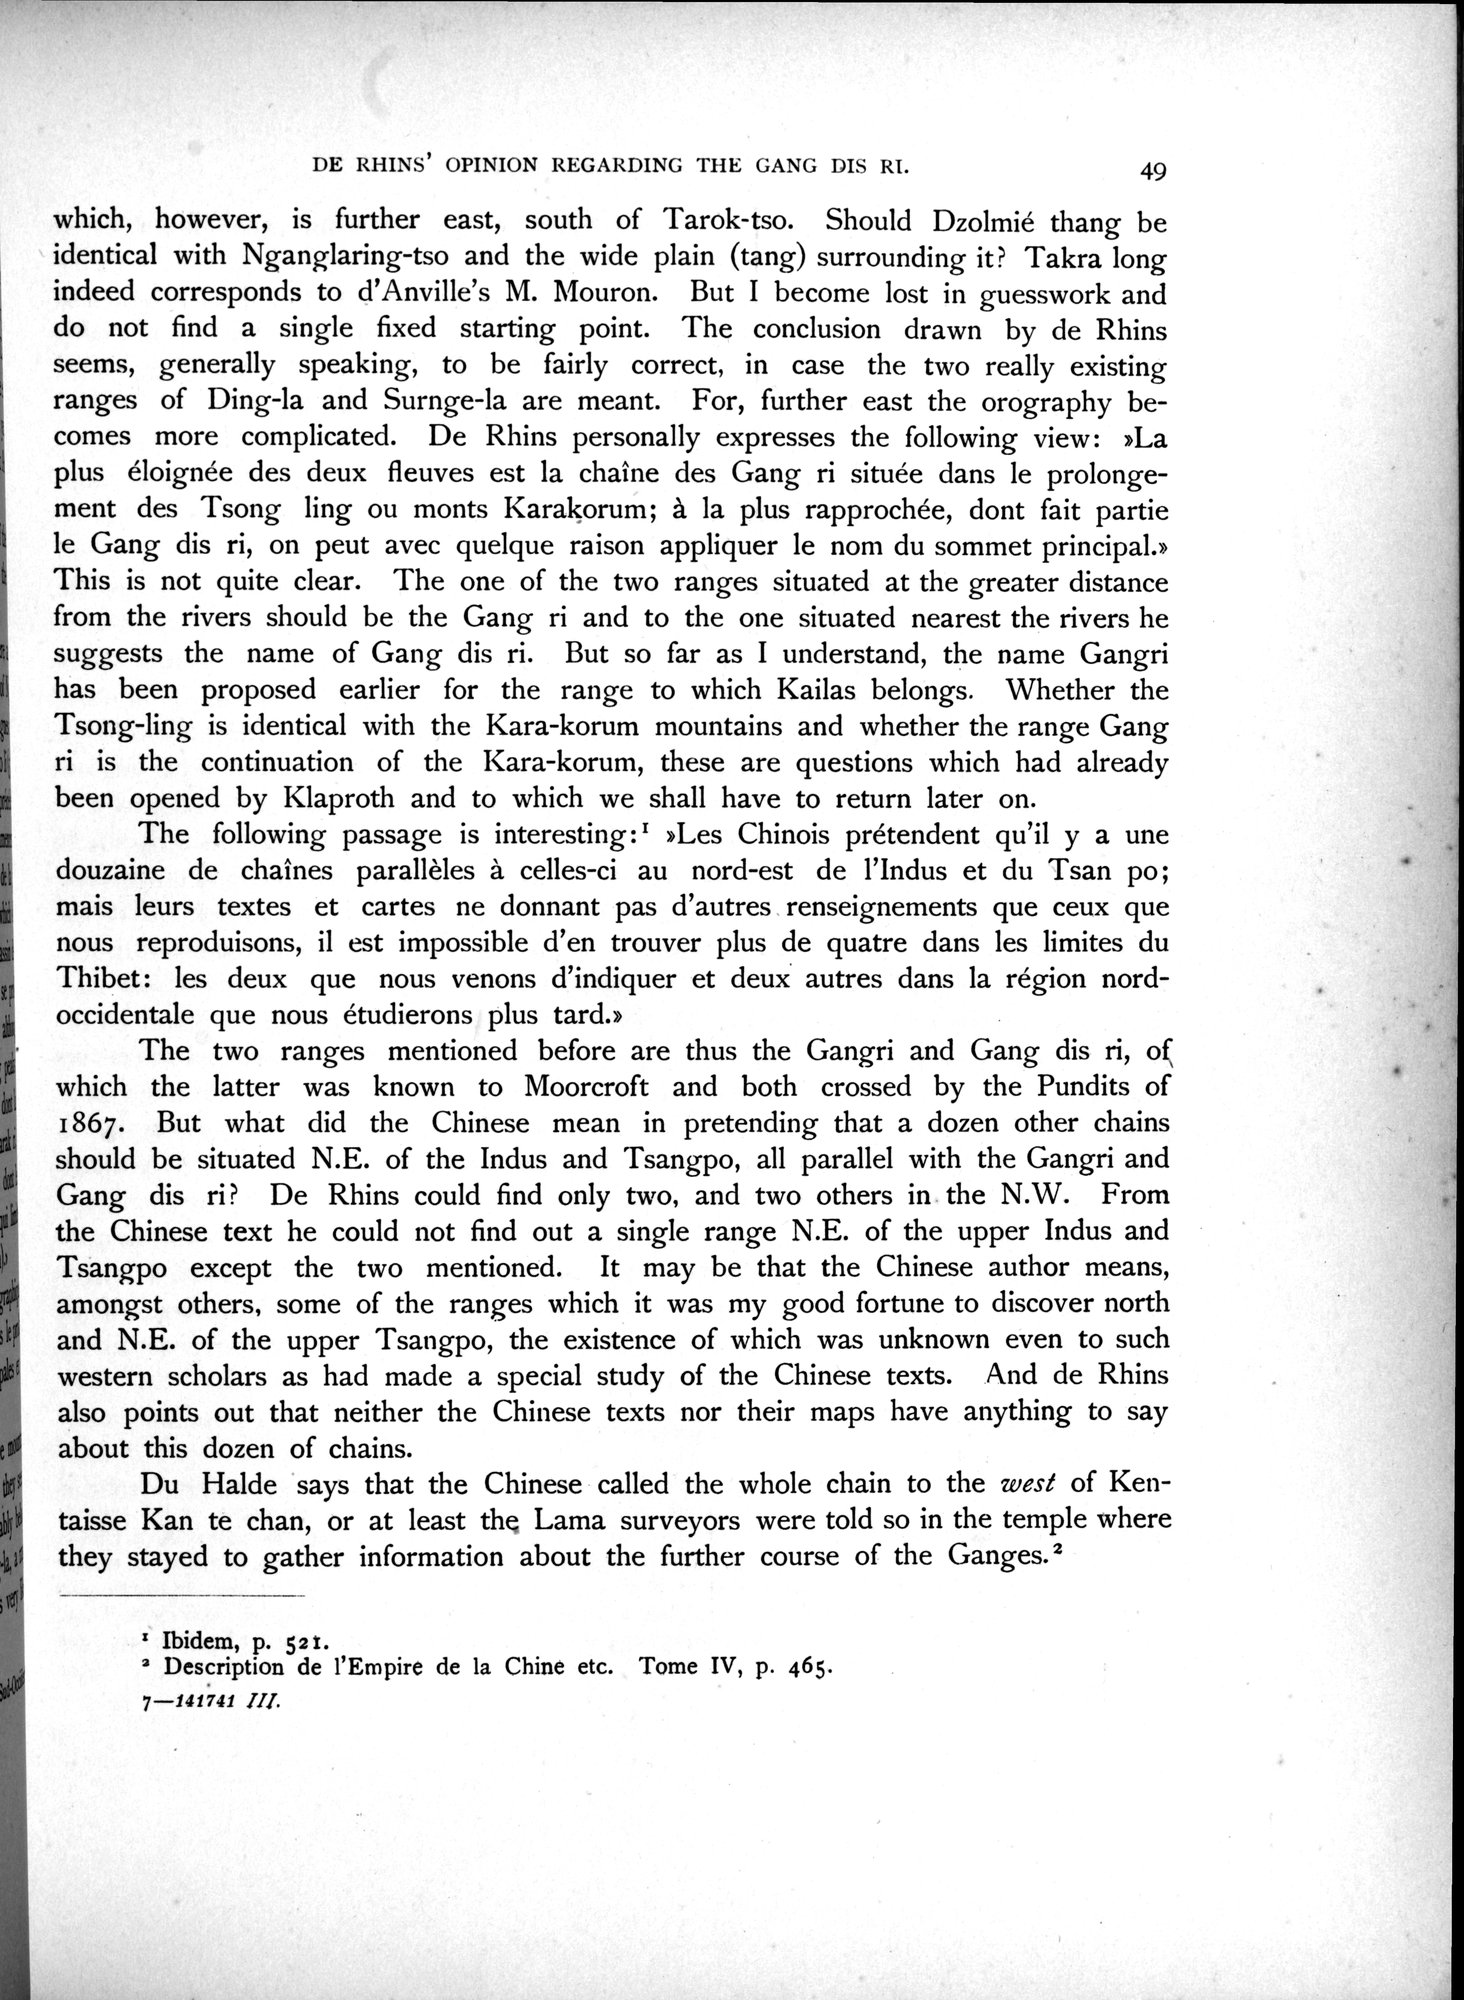 DE RHINS' OPINION REGARDING THE GANG DIS RI. 49
which, however, is further east, south of Tarok-tso. Should Dzolmié thang be
identical with Nganglaring-tso and the wide plain (tang) surrounding it? Takra long
indeed corresponds to d'Anville's M. Mouron. But I become lost in guesswork and
do not find a single fixed starting point. The conclusion drawn by de Rhins
seems, generally speaking, to be fairly correct, in case the two really existing
ranges of Ding-la and Surnge-la are meant. For, further east the orography be-
comes more complicated. De Rhins personally expresses the following view: »La
plus éloignée des deux fleuves est la chaîne des Gang ri située dans le prolonge-
ment des Tsong ling ou monts Karakorum; à la plus rapprochée, dont fait partie
le Gang dis ri, on peut avec quelque raison appliquer le nom du sommet principal.»
This is not quite clear. The one of the two ranges situated at the greater distance
from the rivers should be the Gang ri and to the one situated nearest the rivers he
suggests the name of Gang dis ri. But so far as I understand, the name Gangri
has been proposed earlier for the range to which Kailas belongs. Whether the
Tsong-ling is identical with the Kara-korum mountains and whether the range Gang
ri is the continuation of the Kara-korum, these are questions which had already
been opened by Klaproth and to which we shall have to return later on.
The following passage is interesting:¹ »Les Chinois prétendent qu'il y a une
douzaine de chaînes parallèles à celles-ci au nord-est de l'Indus et du Tsan po;
mais leurs textes et cartes ne donnant pas d'autres renseignements que ceux que
nous reproduisons, il est impossible d'en trouver plus de quatre dans les limites du
Thibet: les deux que nous venons d'indiquer et deux autres dans la région nord-
occidentale que nous étudierons plus tard.»
The two ranges mentioned before are thus the Gangri and Gang dis ri, of
which the latter was known to Moorcroft and both crossed by the Pundits of
1867. But what did the Chinese mean in pretending that a dozen other chains
should be situated N.E. of the Indus and Tsangpo, all parallel with the Gangri and
Gang dis ri? De Rhins could find only two, and two others in the N.W. From
the Chinese text he could not find out a single range N.E. of the upper Indus and
Tsangpo except the two mentioned. It may be that the Chinese author means,
amongst others, some of the ranges which it was my good fortune to discover north
and N.E. of the upper Tsangpo, the existence of which was unknown even to such
western scholars as had made a special study of the Chinese texts. And de Rhins
also points out that neither the Chinese texts nor their maps have anything to say
about this dozen of chains.
Du Halde says that the Chinese called the whole chain to the west of Ken-
taisse Kan te chan, or at least the Lama surveyors were told so in the temple where
they stayed to gather information about the further course of the Ganges.²
¹ Ibidem, p. 521.
² Description de l'Empire de la Chine etc. Tome IV, p. 465.
7—141741 III.